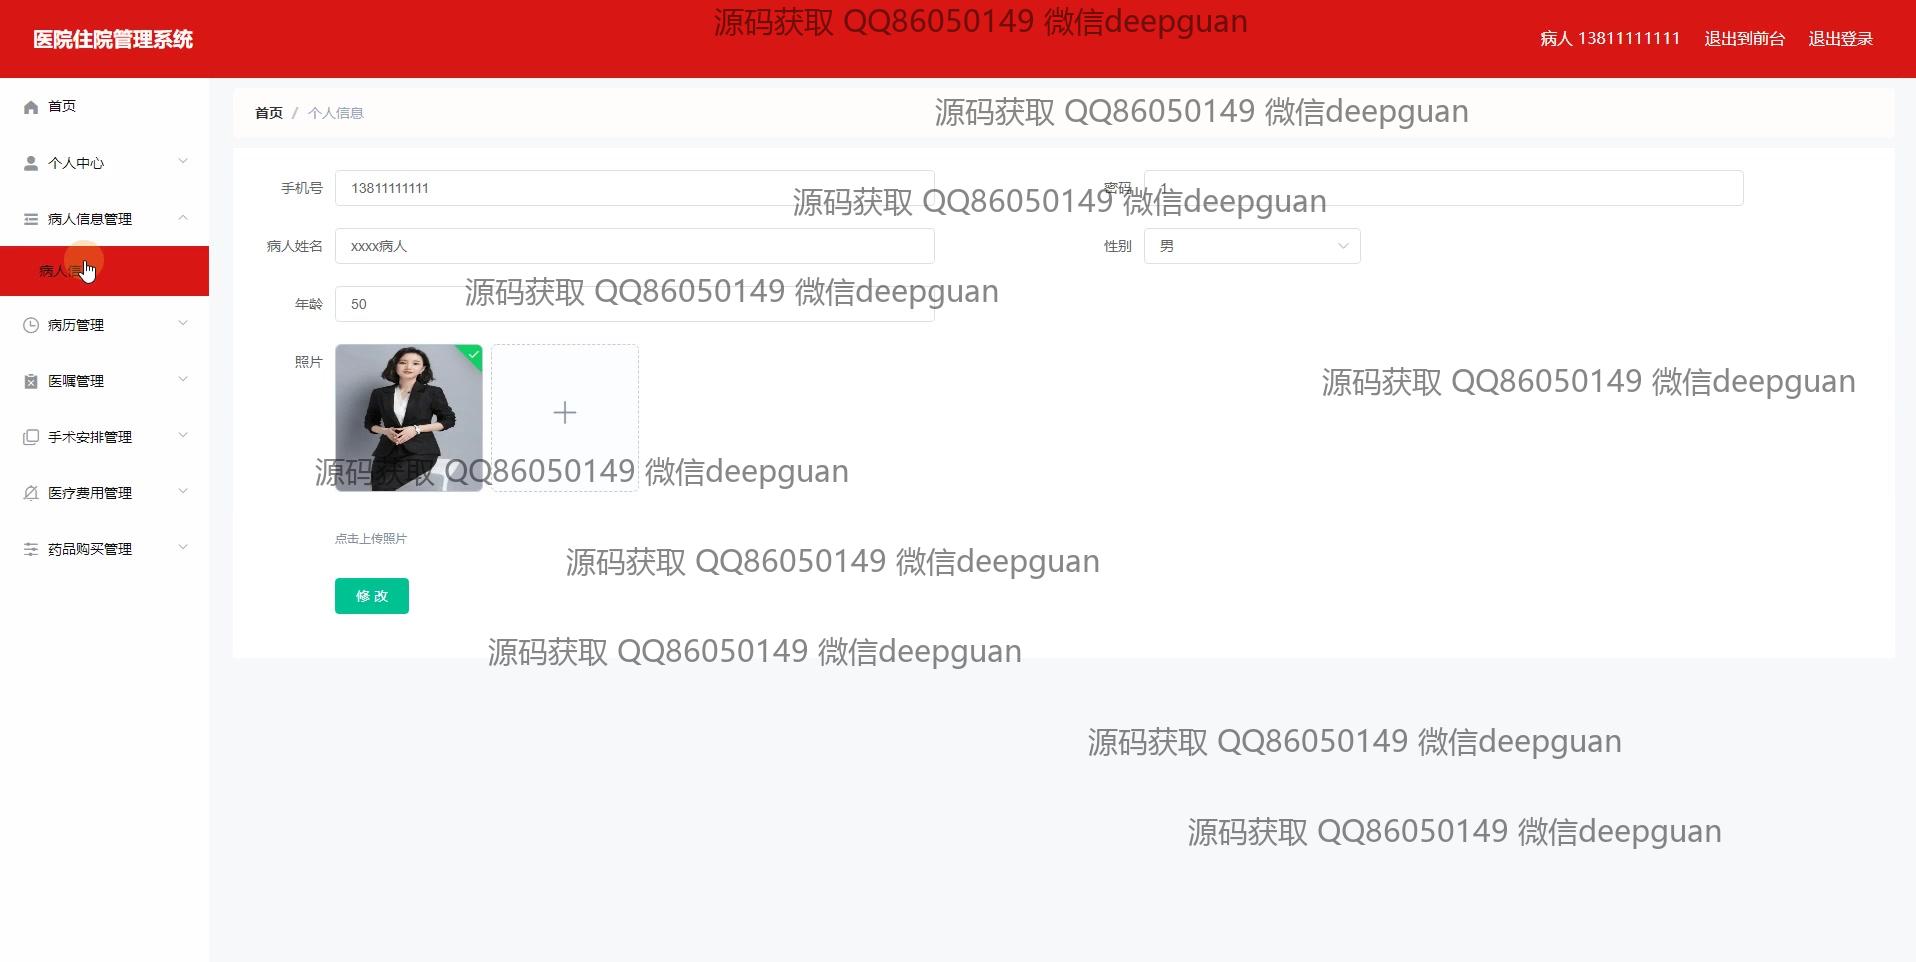 源码获取 QQ86050149 微信deepguan
医院住院管理系统
病人 13811111111 退出到前台 退出登录
首页
首页 / 个人信息
源码获取 QQ86050149 微信deepguan
个人中心
手机号 13811111111
密码 1
源码获取 QQ86050149 微信deepguan
病人信息管理
病人姓名 xxxx病人
性别 男
病人信
源码获取 QQ86050149 微信deepguan
年龄 50
病历管理
照片
医嘱管理
源码获取 QQ86050149 微信deepguan
手术安排管理
源码获取 QQ86050149 微信deepguan
医疗费用管理
点击上传照片
药品购买管理
源码获取 QQ86050149 微信deepguan
修 改
源码获取 QQ86050149 微信deepguan
源码获取 QQ86050149 微信deepguan
源码获取 QQ86050149 微信deepguan